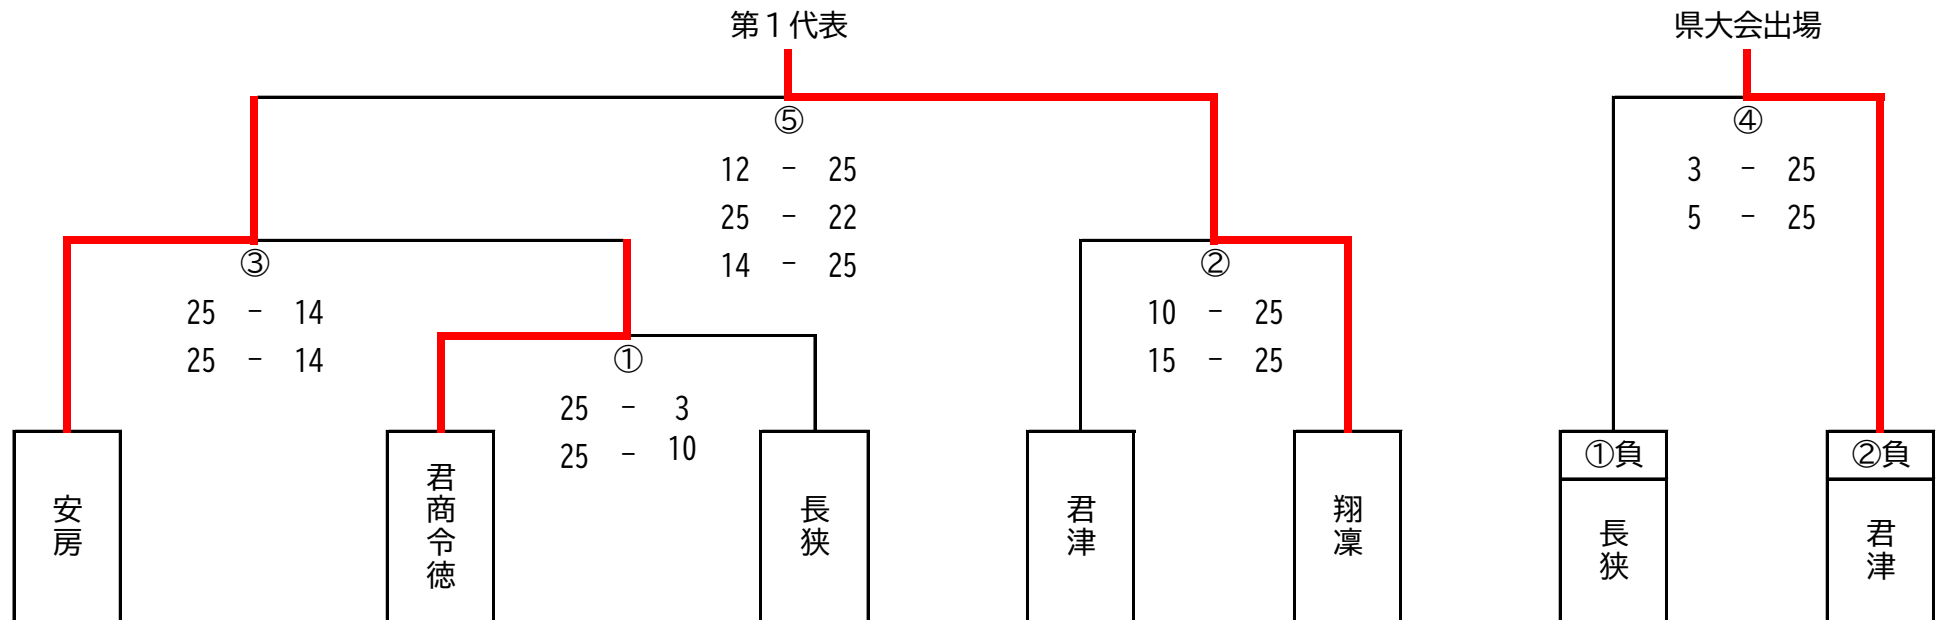 第１代表
県大会出場
⑤
④
12 - 25
3 - 25
25 - 22
5 - 25
14 - 25
③
②
25 - 14
10 - 25
25 - 14
15 - 25
①
25 - 3
25 - 10
①負
②負
安房
君商令徳
長狭
君津
翔凜
長狭
君津